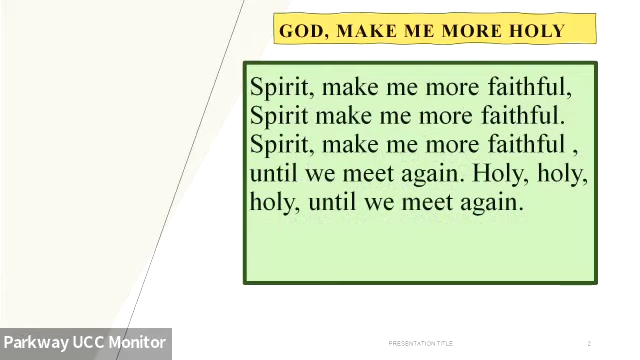 GOD, MAKE ME MORE HOLY
Spirit, make me more faithful,
Spirit make me more faithful.
Spirit, make me more faithful ,
until we meet again. Holy, holy,
holy, until we meet again.
Parkway UCC Monitor
PRESENTATION TITLE
2